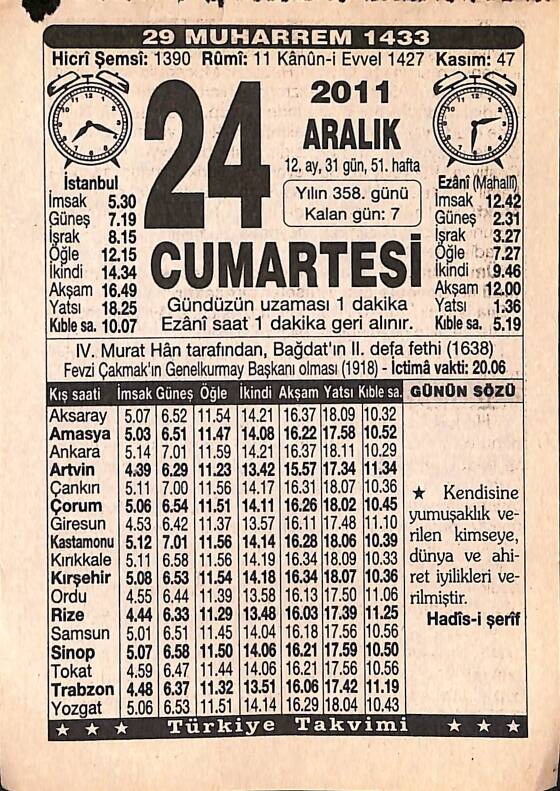 29 MUHARREM 1433
Hicrî Şemsî: 1390 Rûmî: 11 Kânûn-i Evvel 1427 Kasım: 47
24
2011
ARALIK
12. ay, 31 gün, 51. hafta
Yılın 358. günü
Kalan gün: 7
CUMARTESİ
Gündüzün uzaması 1 dakika
Ezânî saat 1 dakika geri alınır.
İstanbul
İmsak 5.30
Güneş 7.19
İşrak 8.15
Öğle 12.15
İkindi 14.34
Akşam 16.49
Yatsı 18.25
Kıble sa. 10.07
Ezânî (Mahallî)
İmsak 12.42
Güneş 2.31
İşrak 3.27
Öğle 7.27
İkindi 9.46
Akşam 12.00
Yatsı 1.36
Kıble sa. 5.19
IV. Murat Hân tarafından, Bağdat'ın II. defa fethi (1638)
Fevzi Çakmak'ın Genelkurmay Başkanı olması (1918) - İctima vakti: 20.06
Kış saati İmsak Güneş Öğle İkindi Akşam Yatsı Kıble sa.
Aksaray 5.07 6.52 11.54 14.21 16.37 18.09 10.32
Amasya 5.03 6.51 11.47 14.08 16.22 17.58 10.52
Ankara 5.14 7.01 11.59 14.21 16.37 18.11 10.29
Artvin 4.39 6.29 11.23 13.42 15.57 17.34 11.34
Çankırı 5.11 7.00 11.56 14.17 16.31 18.07 10.36
Çorum 5.06 6.54 11.51 14.11 16.26 18.02 10.45
Giresun 4.53 6.42 11.37 13.57 16.11 17.48 11.10
Kastamonu 5.12 7.01 11.56 14.14 16.28 18.06 10.39
Kırıkkale 5.11 6.58 11.56 14.19 16.34 18.09 10.33
Kırşehir 5.08 6.53 11.54 14.18 16.34 18.07 10.36
Ordu 4.55 6.44 11.39 13.58 16.13 17.50 11.06
Rize 4.44 6.33 11.29 13.48 16.03 17.39 11.25
Samsun 5.01 6.51 11.45 14.04 16.18 17.56 10.56
Sinop 5.07 6.58 11.50 14.06 16.21 17.59 10.50
Tokat 4.59 6.47 11.44 14.06 16.21 17.56 10.56
Trabzon 4.48 6.37 11.32 13.51 16.06 17.42 11.19
Yozgat 5.06 6.53 11.51 14.14 16.29 18.04 10.43
GÜNÜN SÖZÜ
★ Kendisine
yumuşaklık ve-
rilen kimseye,
dünya ve ahi-
ret iyilikleri ve-
rilmiştir.
Hadîs-i şerîf
★ ★ ★ Türkiye Takvimi ★ ★ ★